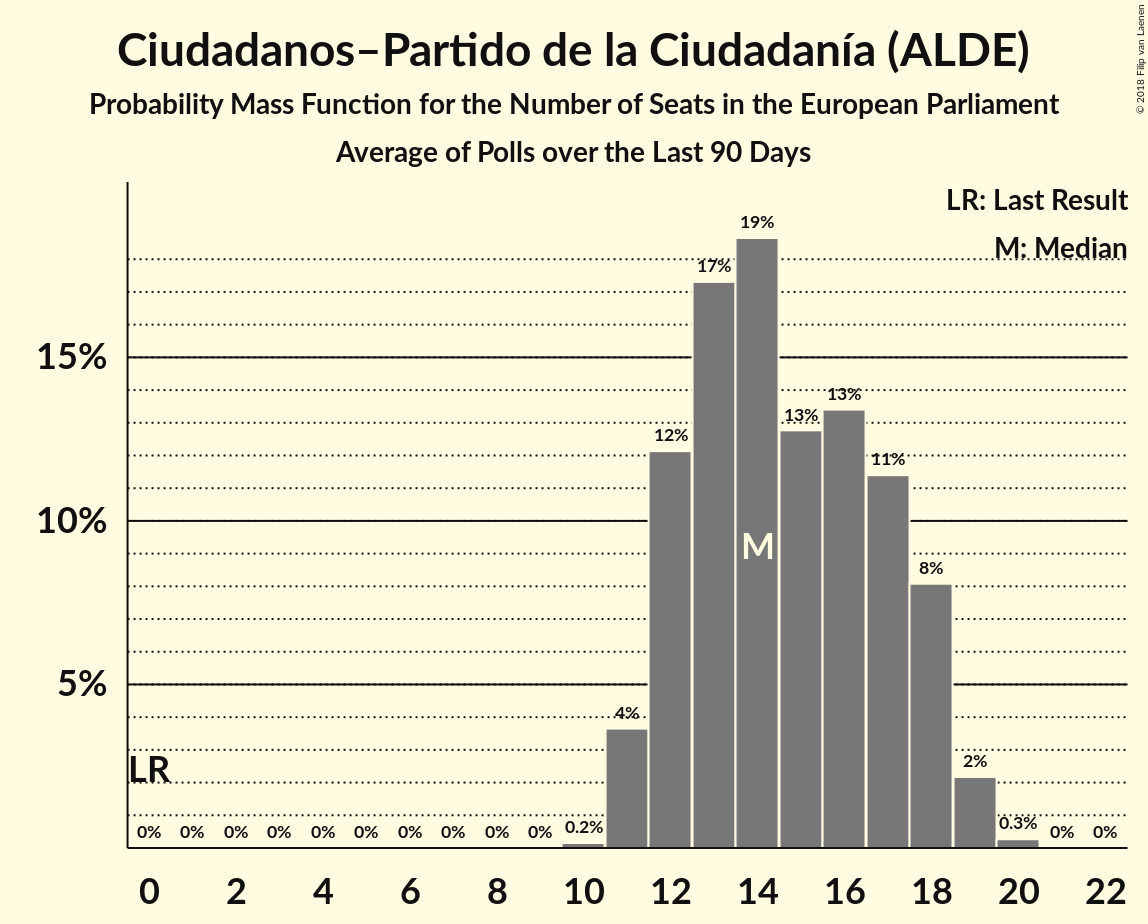 Ciudadanos–Partido de la Ciudadanía (ALDE)
Probability Mass Function for the Number of Seats in the European Parliament
Average of Polls over the Last 90 Days
© 2018 Filip van Laenen
LR: Last Result
M: Median
19%
17%
15%
13%
13%
12%
11%
M
10%
8%
5%
4%
2%
LR
0% 0% 0% 0% 0% 0% 0% 0% 0% 0% 0.2% 0.3% 0% 0%
0 2 4 6 8 10 12 14 16 18 20 22